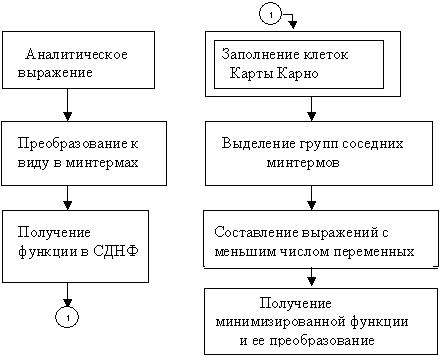 Аналитическое
выражение
Преобразование к
виду в минтермах
Получение
функции в СДНФ
1
1
Заполнение клеток
Карты Карно
Выделение групп соседних
минтермов
Составление выражений с
меньшим числом переменных
Получение
минимизированной функции
и ее преобразование